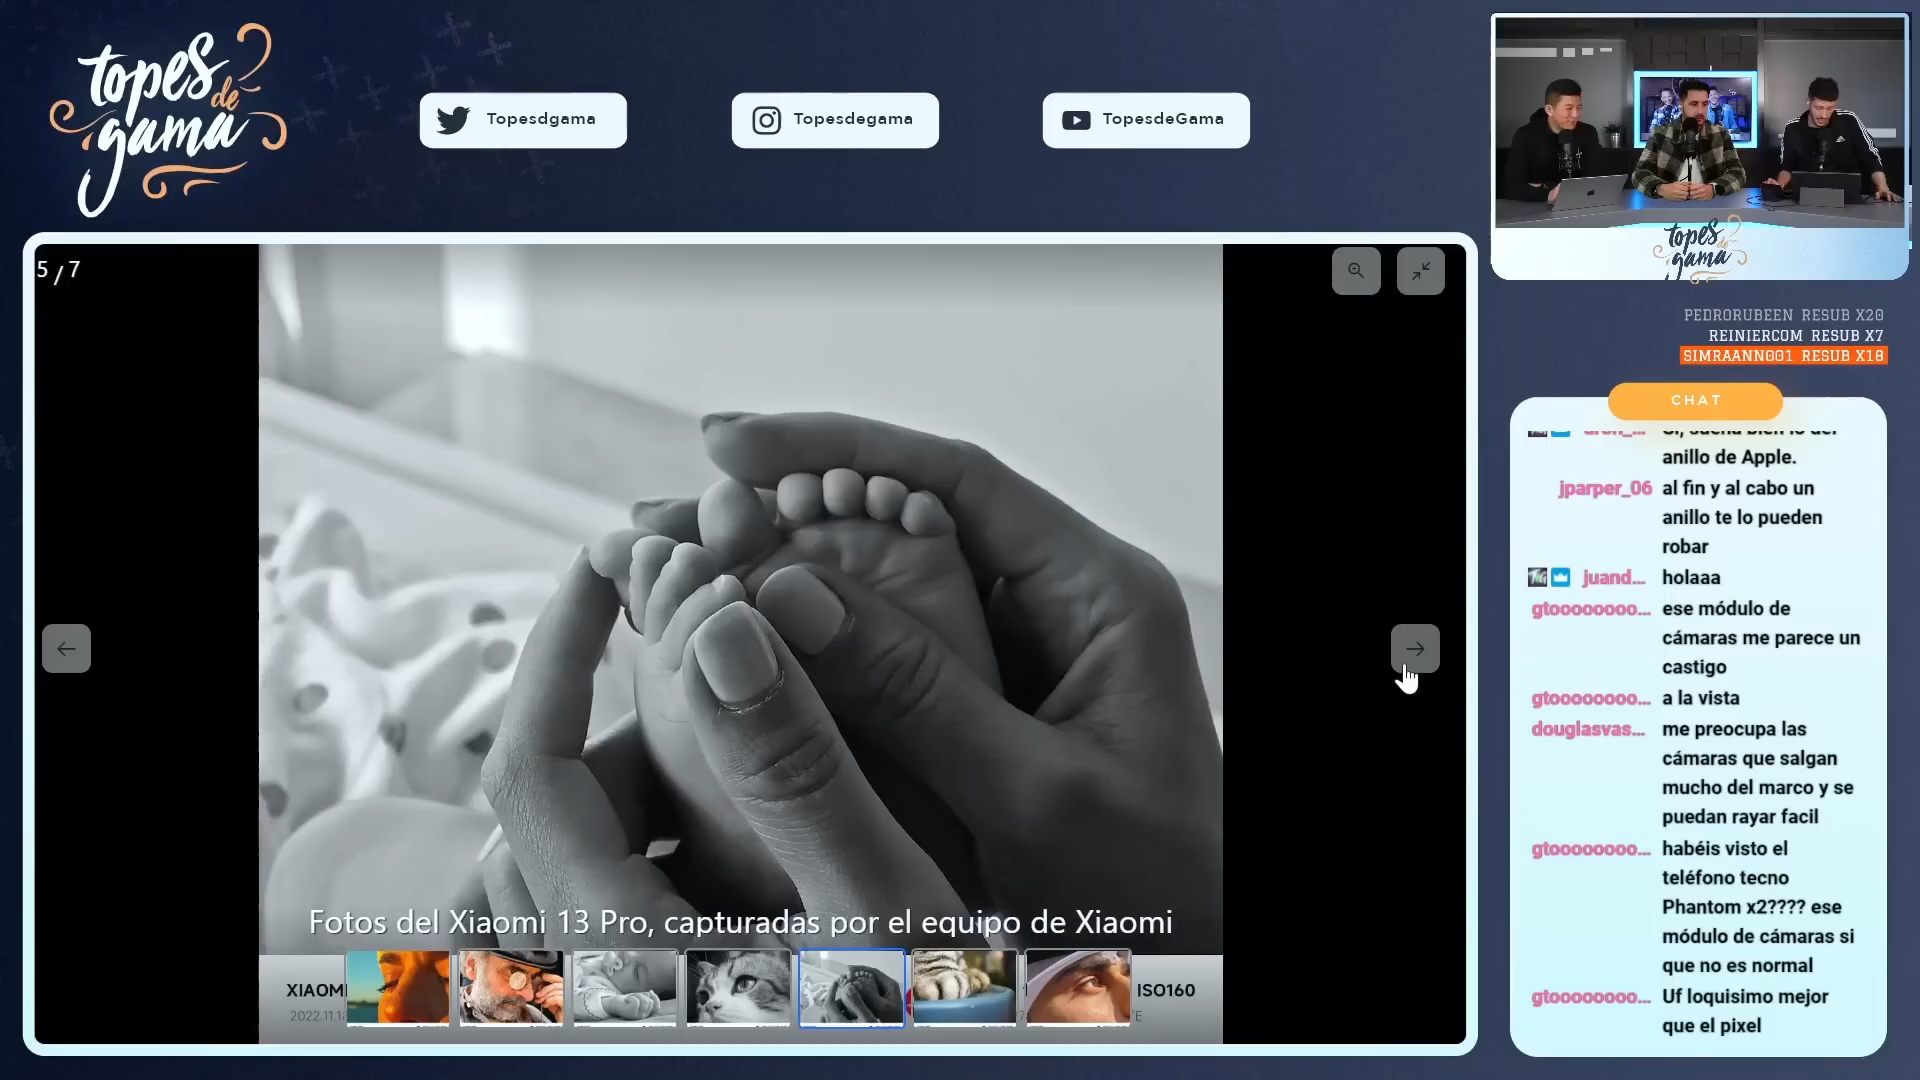 topes
de
gama
Topesdgama
Topesdegama
TopesdeGama
topes
de
gama
5 / 7
PEDRORUBEEN RESUB X20
REINIERCOM RESUB X7
SIMRAANN001 RESUB X18
CHAT
anillo de Apple.
jparper_06 al fin y al cabo un
anillo te lo pueden
robar
juand... holaaa
gtoooooooo... ese módulo de
cámaras me parece un
castigo
gtoooooooo... a la vista
douglasvas... me preocupa las
cámaras que salgan
mucho del marco y se
puedan rayar facil
gtoooooooo... habéis visto el
teléfono tecno
Phantom x2???? ese
módulo de cámaras si
que no es normal
gtoooooooo... Uf loquisimo mejor
que el pixel
Fotos del Xiaomi 13 Pro, capturadas por el equipo de Xiaomi
ISO160